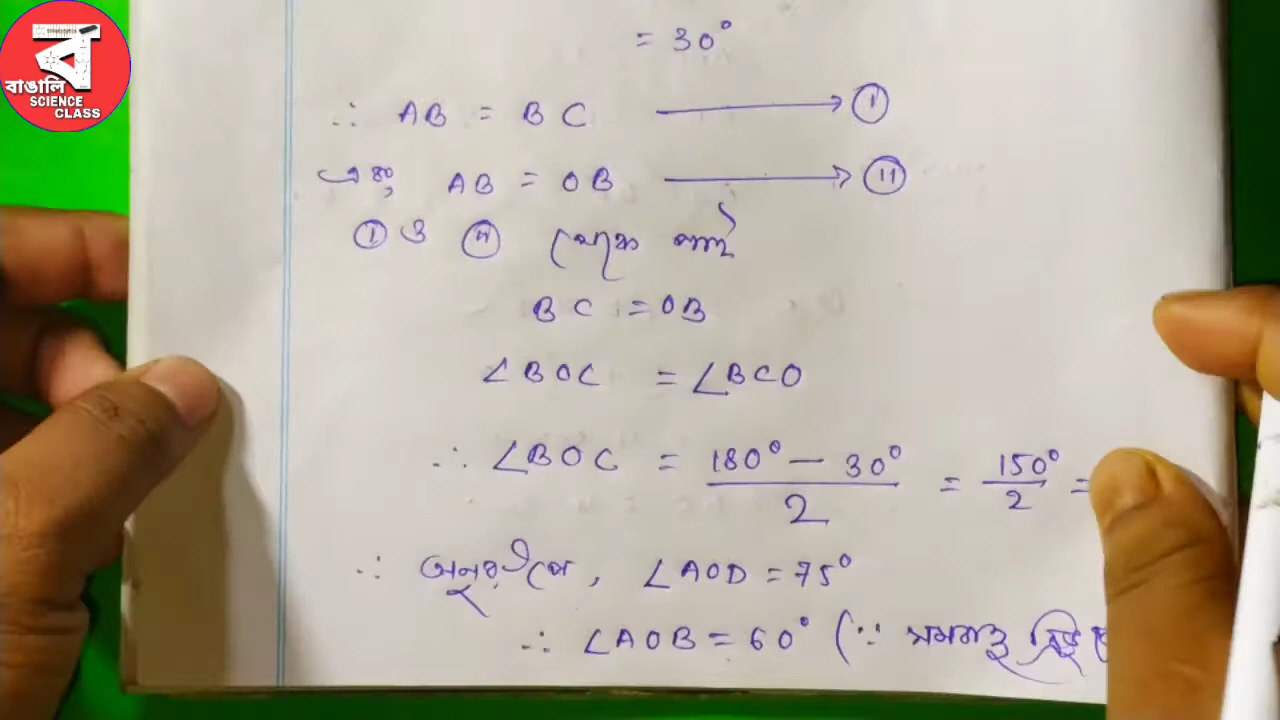 বাঙালি
SCIENCE
CLASS
= 30°
∴ AB = BC ⟶ (I)
এবং, AB = OB ⟶ (II)
(I) ও (II) থেকে পাই
BC = OB
∠BOC = ∠BCO
∴ ∠BOC = (180° − 30°)/2 = 150°/2 =
∴ অনুরূপে, ∠AOD = 75°
∴ ∠AOB = 60° (∵ সমবাহু